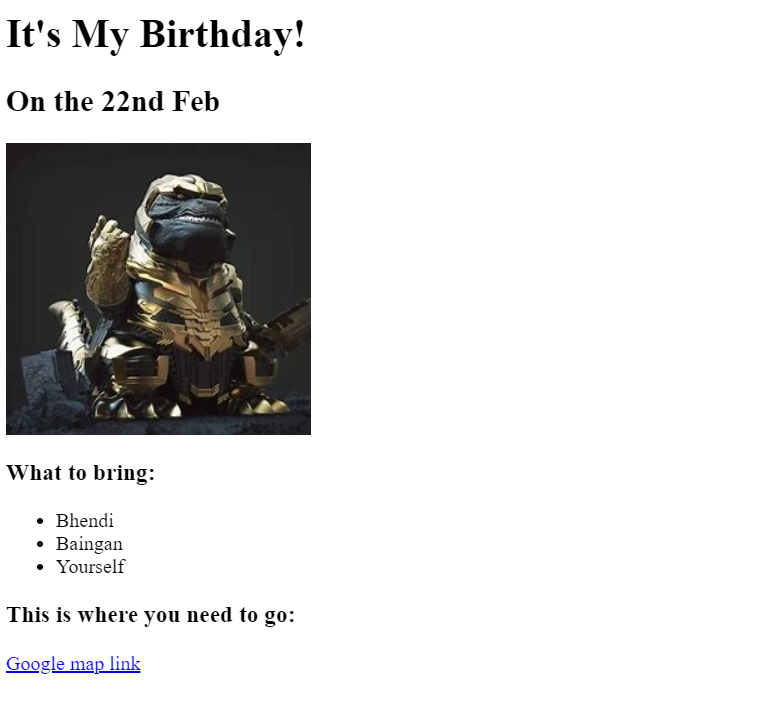 It's My Birthday!
On the 22nd Feb
What to bring:
Bhendi
Baingan
Yourself
This is where you need to go:
Google map link